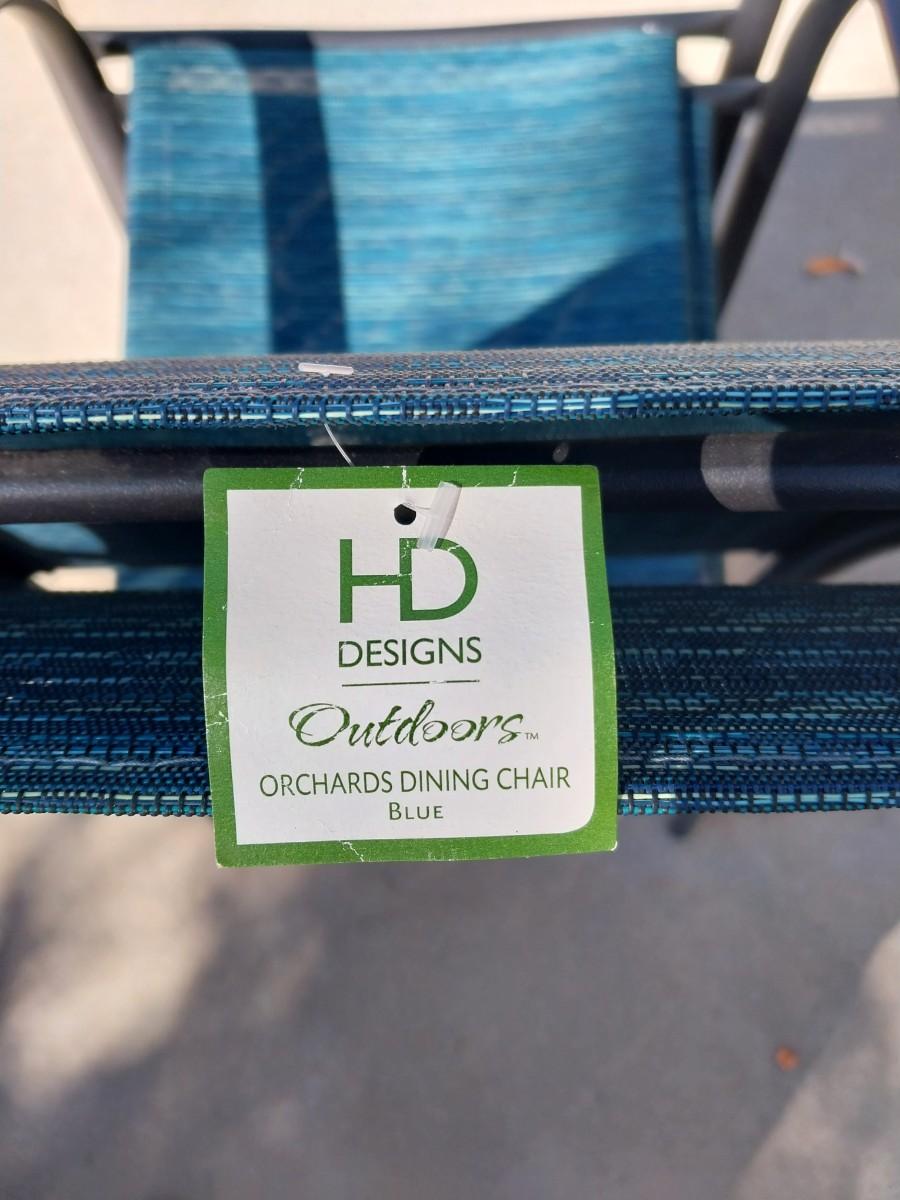 HD
DESIGNS
Outdoors™
ORCHARDS DINING CHAIR
BLUE